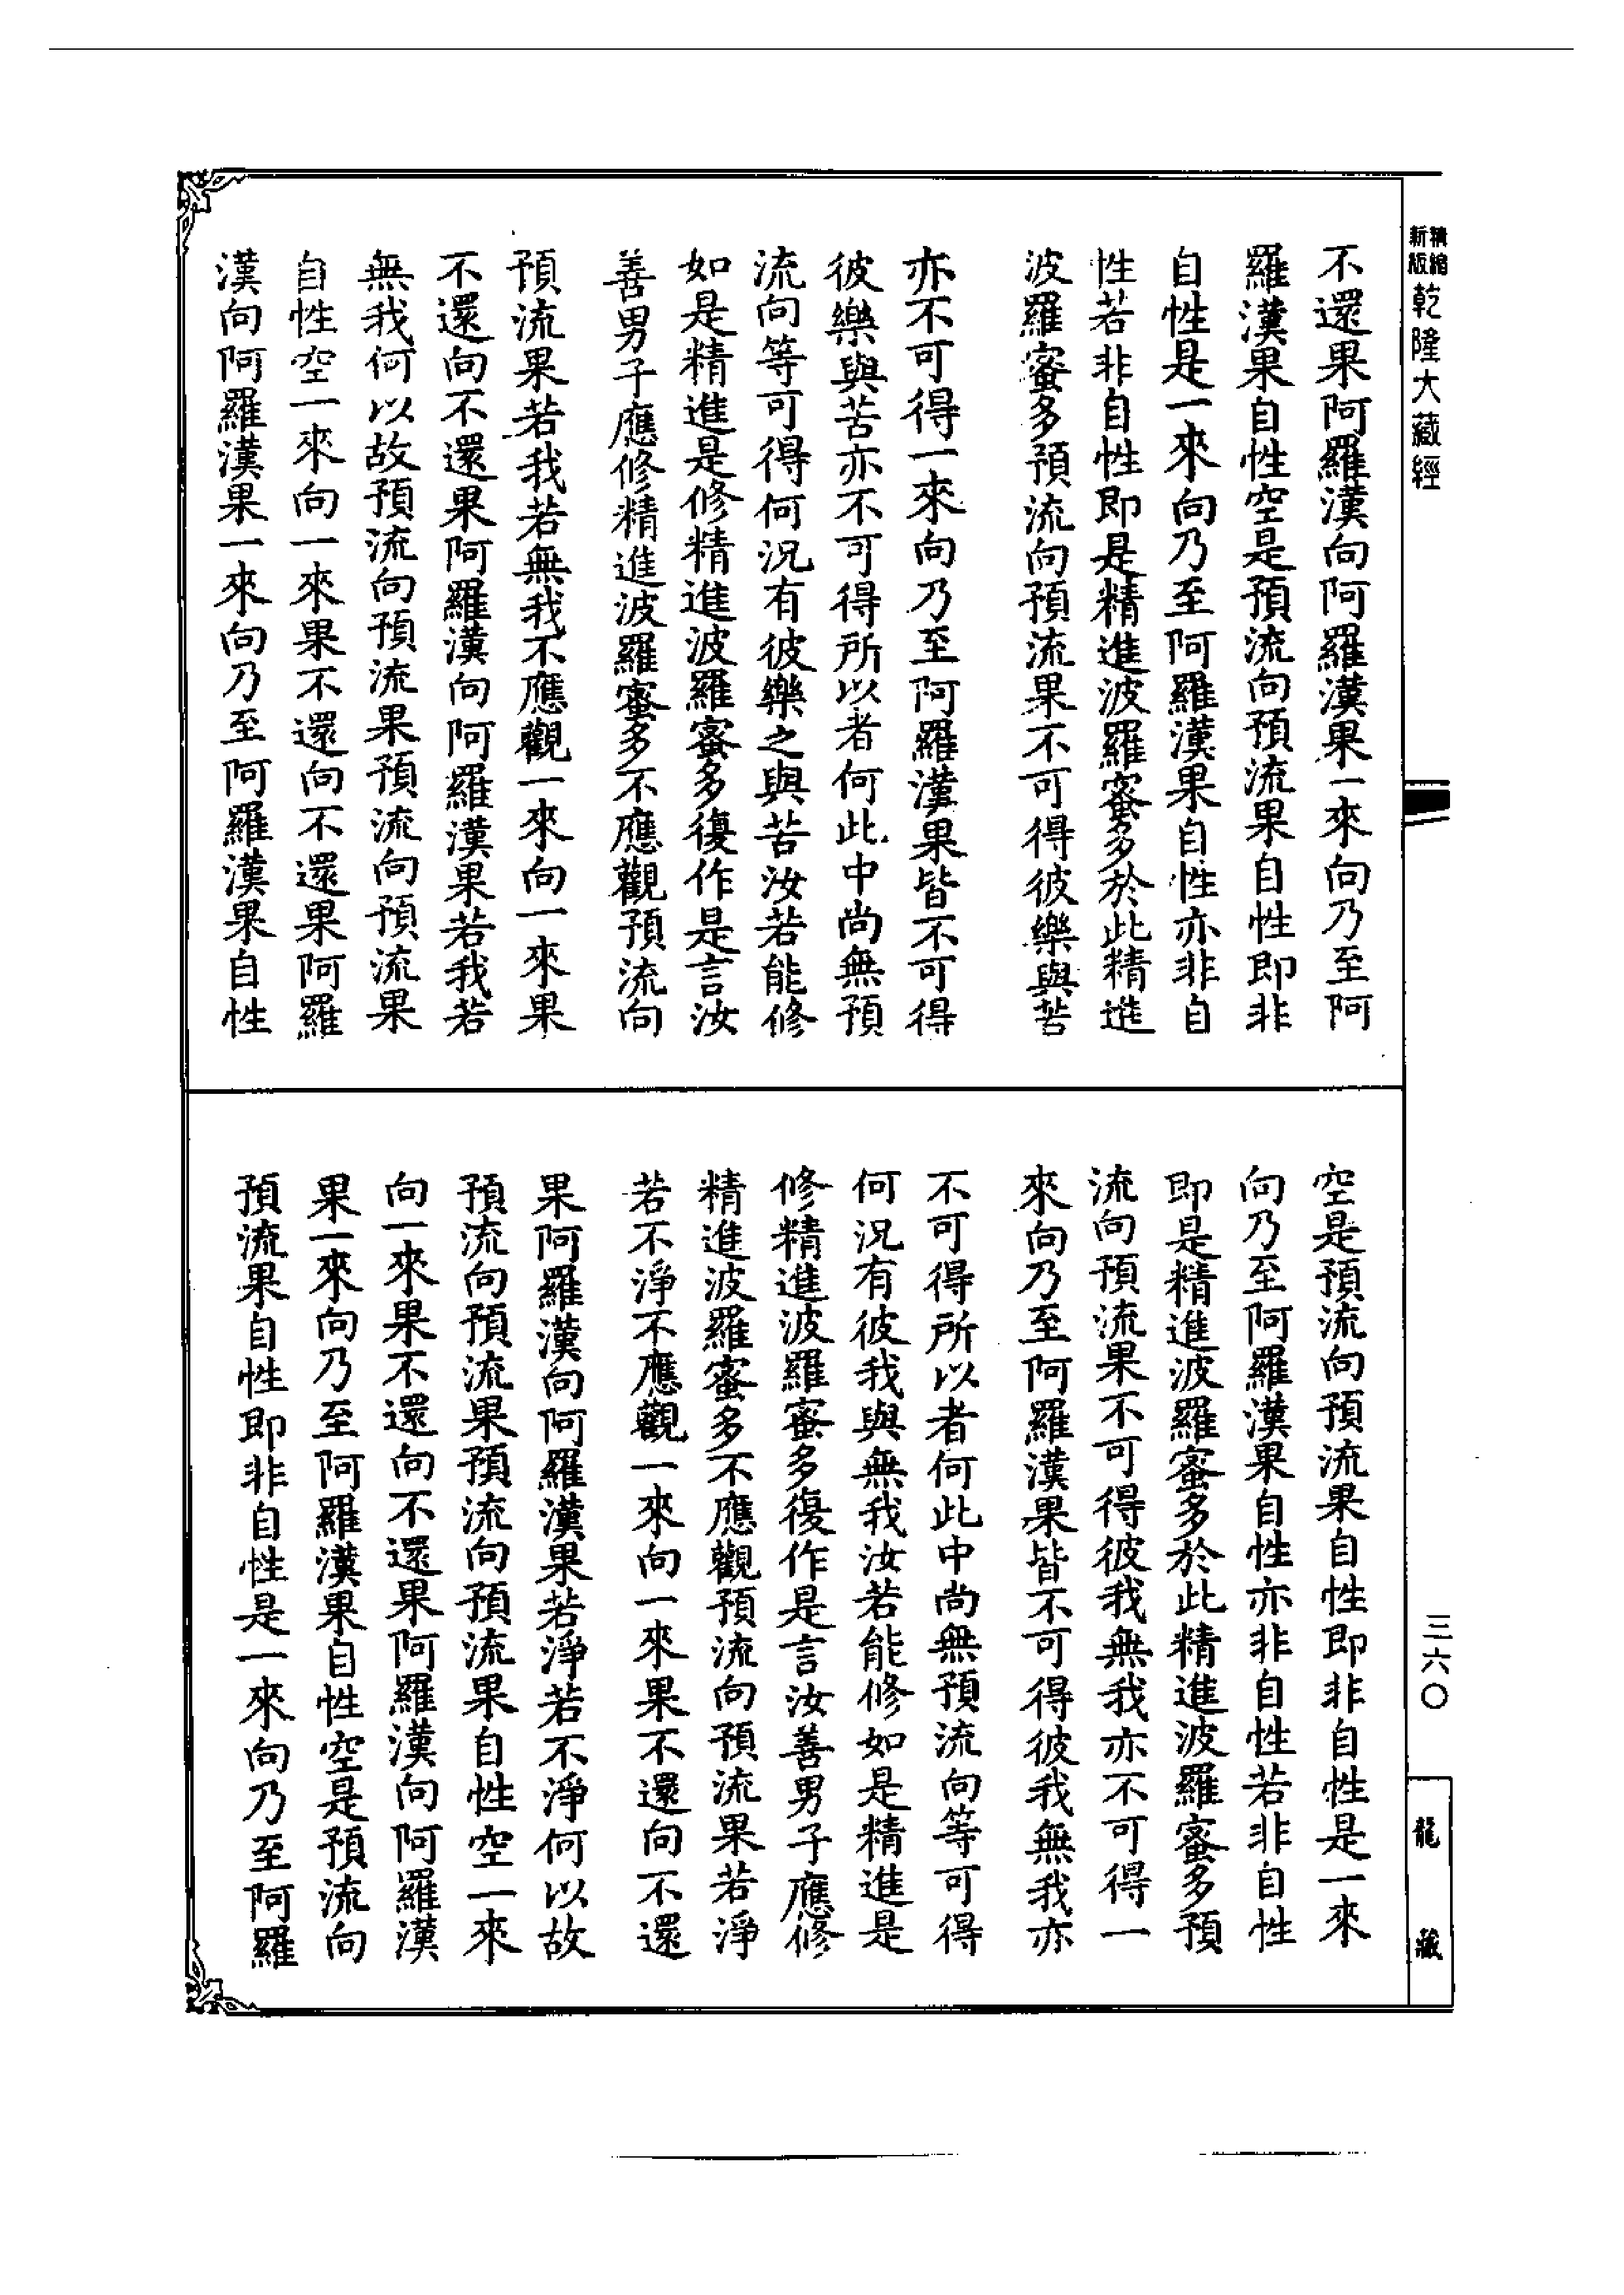 精縮
新版
乾隆大藏經
不還果阿羅漢向阿羅漢果一來向乃至阿
羅漢果自性空是預流向預流果自性即非
自性是一來向乃至阿羅漢果自性亦非自
性若非自性即是精進波羅蜜多於此精進
波羅蜜多預流向預流果不可得彼樂與苦
亦不可得一來向乃至阿羅漢果皆不可得
彼樂與苦亦不可得所以者何此中尚無預
流向等可得何況有彼樂之與苦汝若能修
如是精進是修精進波羅蜜多復作是言汝
善男子應修精進波羅蜜多不應觀預流向
預流果若我若無我不應觀一來向一來果
不還向不還果阿羅漢向阿羅漢果若我若
無我何以故預流向預流果預流向預流果
自性空一來向一來果不還向不還果阿羅
漢向阿羅漢果一來向乃至阿羅漢果自性
空是預流向預流果自性即非自性是一來
向乃至阿羅漢果自性亦非自性若非自性
即是精進波羅蜜多於此精進波羅蜜多預
流向預流果不可得彼我無我亦不可得一
來向乃至阿羅漢果皆不可得彼我無我亦
不可得所以者何此中尚無預流向等可得
何況有彼我與無我汝若能修如是精進是
修精進波羅蜜多復作是言汝善男子應修
精進波羅蜜多不應觀預流向預流果若淨
若不淨不應觀一來向一來果不還向不還
果阿羅漢向阿羅漢果若淨若不淨何以故
預流向預流果預流向預流果自性空一來
向一來果不還向不還果阿羅漢向阿羅漢
果一來向乃至阿羅漢果自性空是預流向
預流果自性即非自性是一來向乃至阿羅
三六〇
龍藏